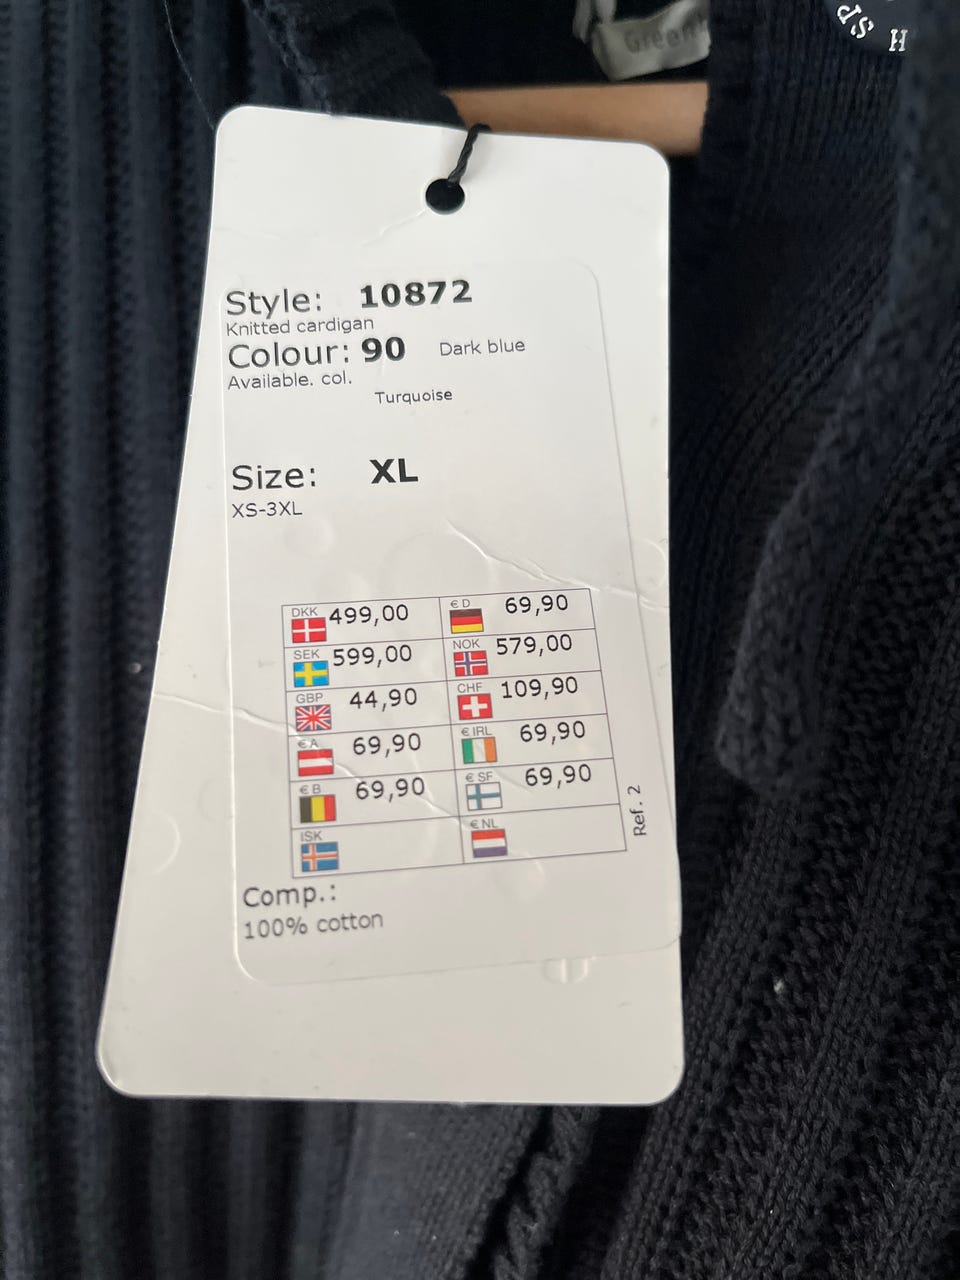 H SP
Style: 10872
Knitted cardigan
Colour: 90 Dark blue
Available. col.
Turquoise
Size: XL
XS-3XL
DKK 499,00 € D 69,90
SEK 599,00 NOK 579,00
GBP 44,90 CHF 109,90
€ A 69,90 € IRL 69,90
€ B 69,90 € SF 69,90
ISK € NL
Ref. 2
Comp.:
100% cotton